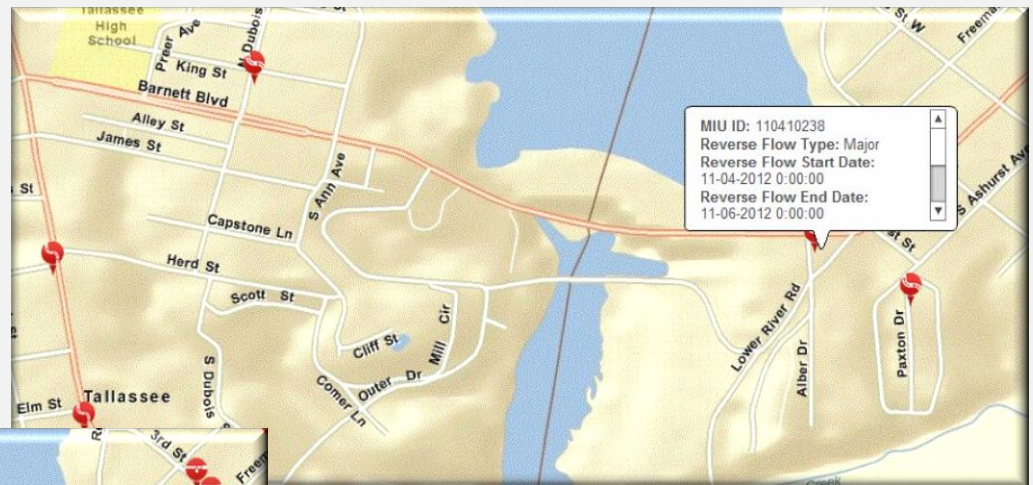 Tallassee
High
School
Preer Ave
N Dubois
King St
Barnett Blvd
Alley St
James St
St
S Ann Ave
Capstone Ln
Herd St
Scott St
Cliff St
Mill Cir
Outer Dr
Comer Ln
S Dubois
Elm St
Tallassee
3rd St
St W
MIU ID: 110410238
Reverse Flow Type: Major
Reverse Flow Start Date:
11-04-2012 0:00:00
Reverse Flow End Date:
11-06-2012 0:00:00
S Ashurst Ave
st St
Lower River Rd
Alber Dr
Paxton Dr
Creek